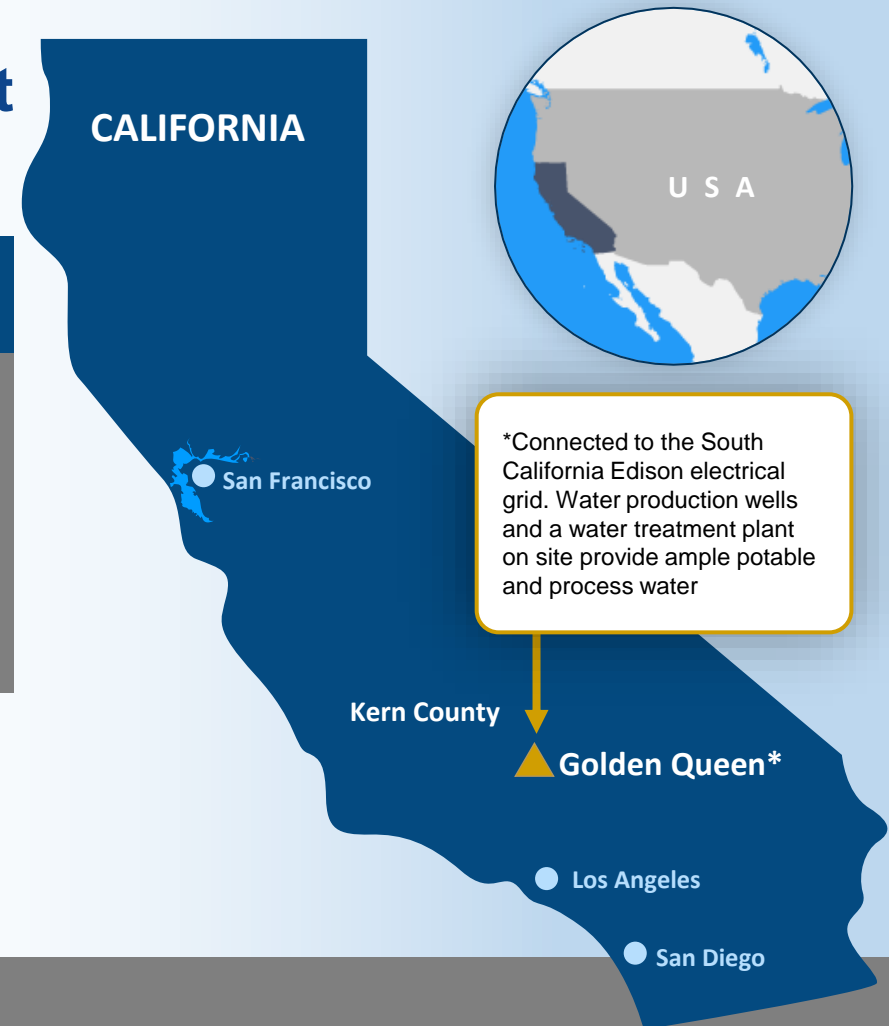 t
CALIFORNIA
U S A
*Connected to the South
California Edison electrical
grid. Water production wells
and a water treatment plant
on site provide ample potable
and process water
San Francisco
Kern County
Golden Queen*
Los Angeles
San Diego